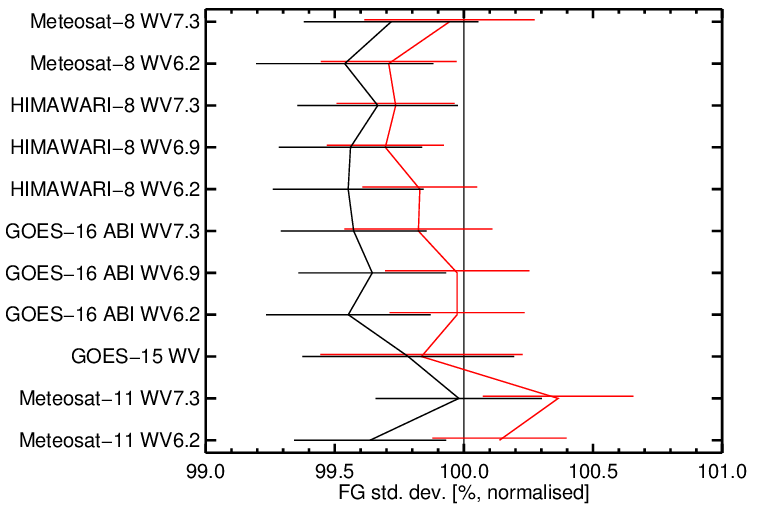 Meteosat−8 WV7.3
Meteosat−8 WV6.2
HIMAWARI−8 WV7.3
HIMAWARI−8 WV6.9
HIMAWARI−8 WV6.2
GOES−16 ABI WV7.3
GOES−16 ABI WV6.9
GOES−16 ABI WV6.2
GOES−15 WV
Meteosat−11 WV7.3
Meteosat−11 WV6.2
99.0 99.5 100.0 100.5 101.0
FG std. dev. [%, normalised]